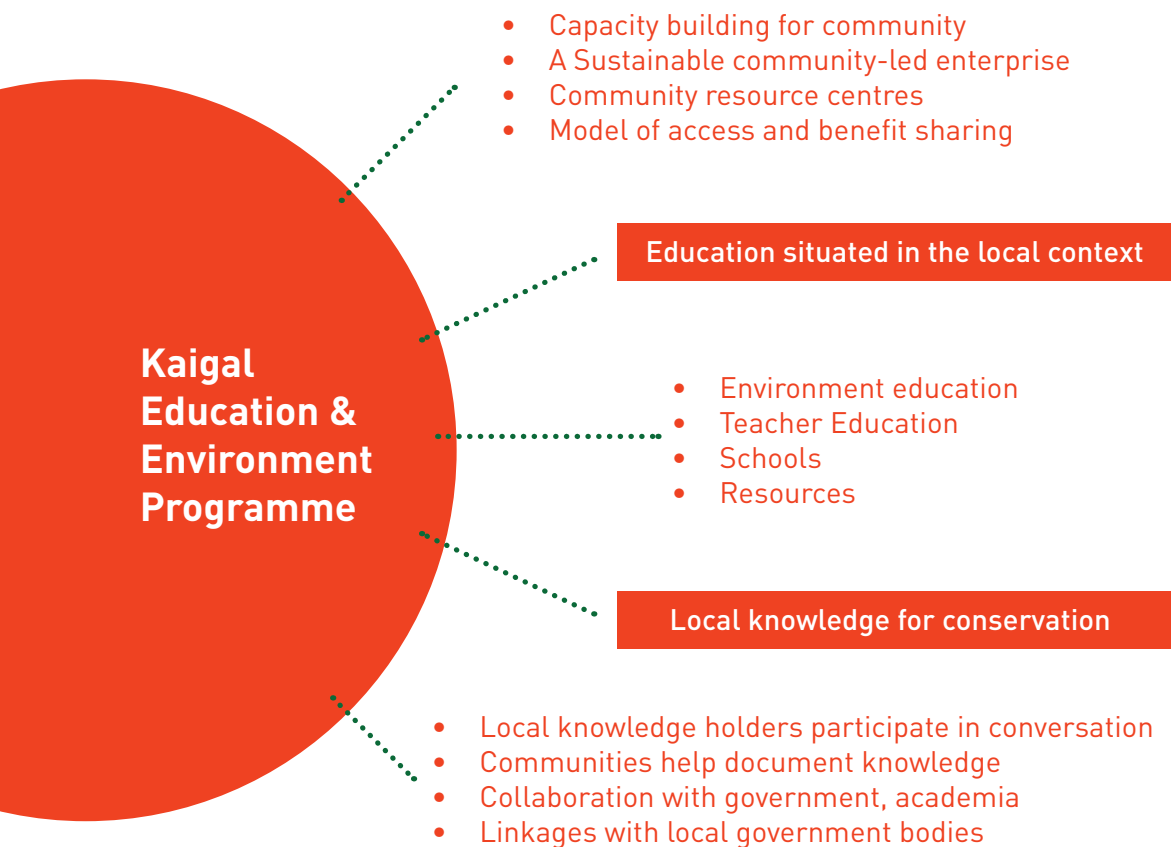 • Capacity building for community
• A Sustainable community-led enterprise
• Community resource centres
• Model of access and benefit sharing
Education situated in the local context
Kaigal
Education &
Environment
Programme
• Environment education
• Teacher Education
• Schools
• Resources
Local knowledge for conservation
• Local knowledge holders participate in conversation
• Communities help document knowledge
• Collaboration with government, academia
• Linkages with local government bodies